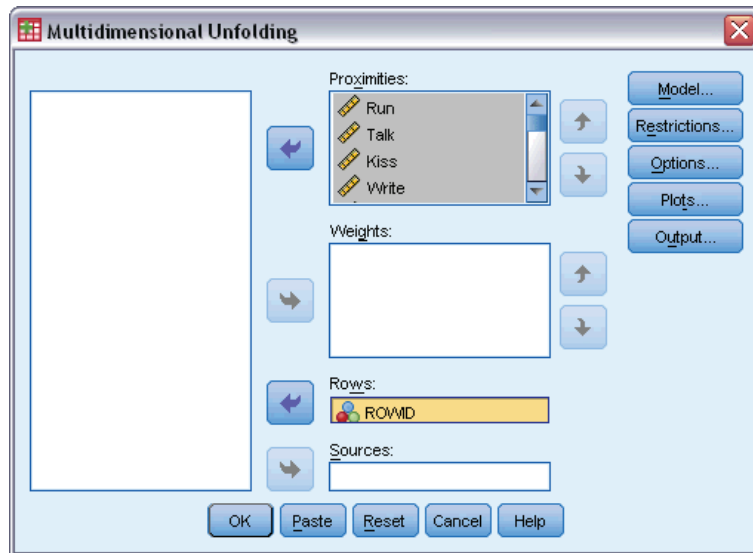 Multidimensional Unfolding
Proximities:
Run
Talk
Kiss
Write
Weights:
Rows:
ROWID
Sources:
Model...
Restrictions...
Options...
Plots...
Output...
OK
Paste
Reset
Cancel
Help